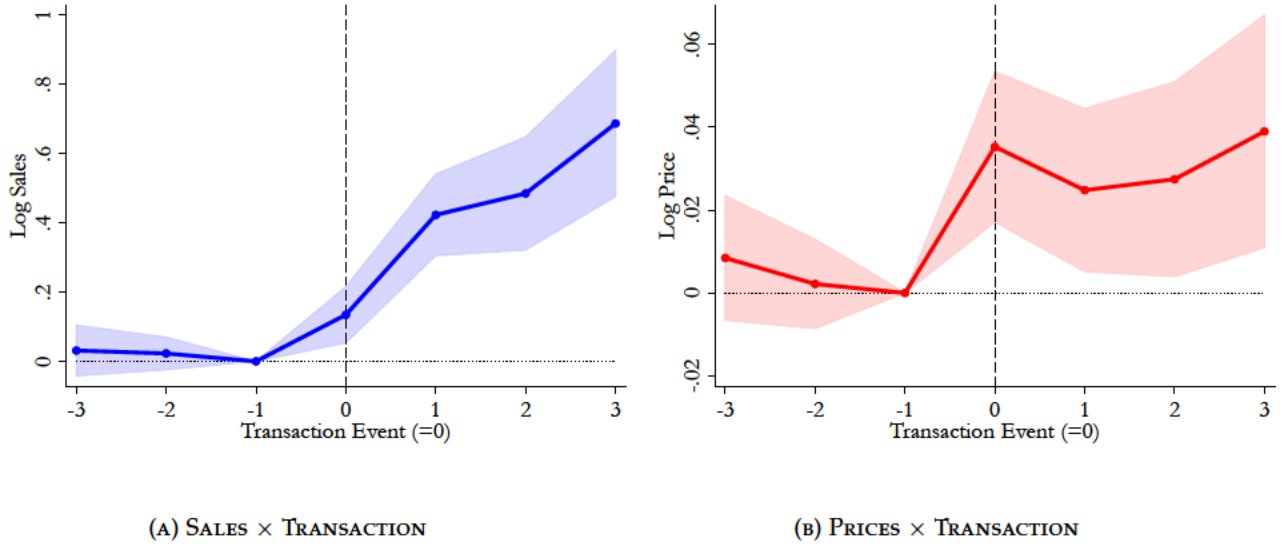 1
.8
.6
.4
.2
0
Log Sales
-3 -2 -1 0 1 2 3
Transaction Event (=0)
(A) SALES × TRANSACTION
.06
.04
.02
0
-.02
Log Price
-3 -2 -1 0 1 2 3
Transaction Event (=0)
(B) PRICES × TRANSACTION